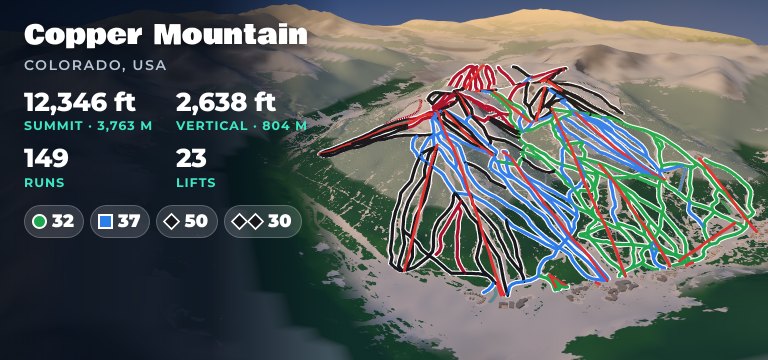 Copper Mountain
COLORADO, USA
12,346 ft 2,638 ft
SUMMIT · 3,763 M VERTICAL · 804 M
149 23
RUNS LIFTS
32 37 50 30